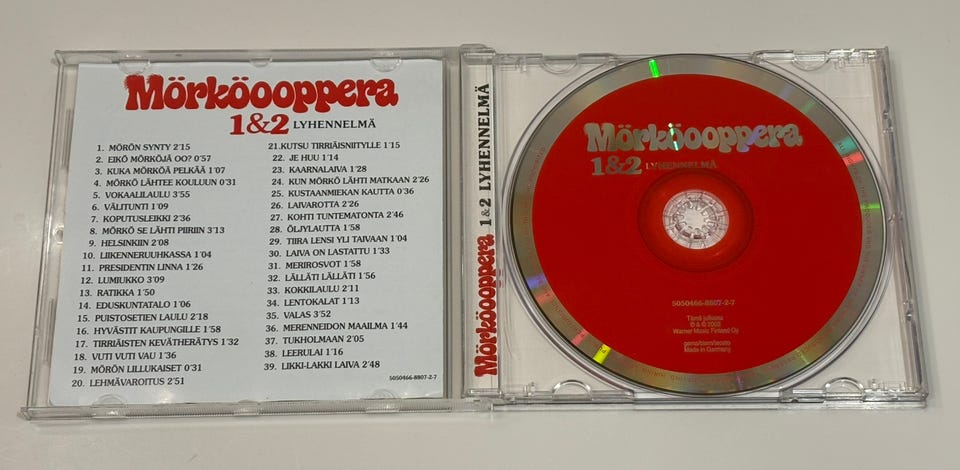 Mörköooppera
1&2 LYHENNELMÄ
1. MÖRÖN SYNTY 2'15
2. EIKÖ MÖRKÖJÄ OO? 0'57
3. KUKA MÖRKÖÄ PELKÄÄ 1'07
4. MÖRKÖ LÄHTEE KOULUUN 0'31
5. VOKAALILAULU 3'55
6. VÄLITUNTI 1'09
7. KOPUTUSLEIKKI 2'36
8. MÖRKÖ SE LÄHTI PIIRIIN 3'13
9. HELSINKIIN 2'08
10. LIIKENNERUUHKASSA 1'04
11. PRESIDENTIN LINNA 1'26
12. LUMIUKKO 3'09
13. RATIKKA 1'50
14. EDUSKUNTATALO 1'06
15. PUISTOSETIEN LAULU 2'18
16. HYVÄSTIT KAUPUNGILLE 1'58
17. TIRRIÄISTEN KEVÄTHERÄTYS 1'32
18. VUTI VUTI VAU 1'36
19. MÖRÖN LILLUKAISET 0'31
20. LEHMÄVAROITUS 2'51
21.KUTSU TIRRIÄISNIITYLLE 1'15
22. JE HUU 1'14
23. KAARNALAIVA 1'28
24. KUN MÖRKÖ LÄHTI MATKAAN 2'26
25. KUSTAANMIEKAN KAUTTA 0'36
26. LAIVAROTTA 2'26
27. KOHTI TUNTEMATONTA 2'46
28. ÖLJYLAUTTA 1'58
29. TIIRA LENSI YLI TAIVAAN 1'04
30. LAIVA ON LASTATTU 1'33
31. MERIROSVOT 1'58
32. LÄLLÄTI LÄLLÄTI 1'56
33. KOKKILAULU 2'11
34. LENTOKALAT 1'13
35. VALAS 3'52
36. MERENNEIDON MAAILMA 1'44
37. TUKHOLMAAN 2'05
38. LEERULAI 1'16
39. LIKKI-LAKKI LAIVA 2'48
5050466-8807-2-7
Mörköooppera 1&2 LYHENNELMÄ
Mörköooppera
1&2 LYHENNELMÄ
5050466-8807-2-7
Tämä julkaisu
Warner Music Finland Oy
Made in Germany